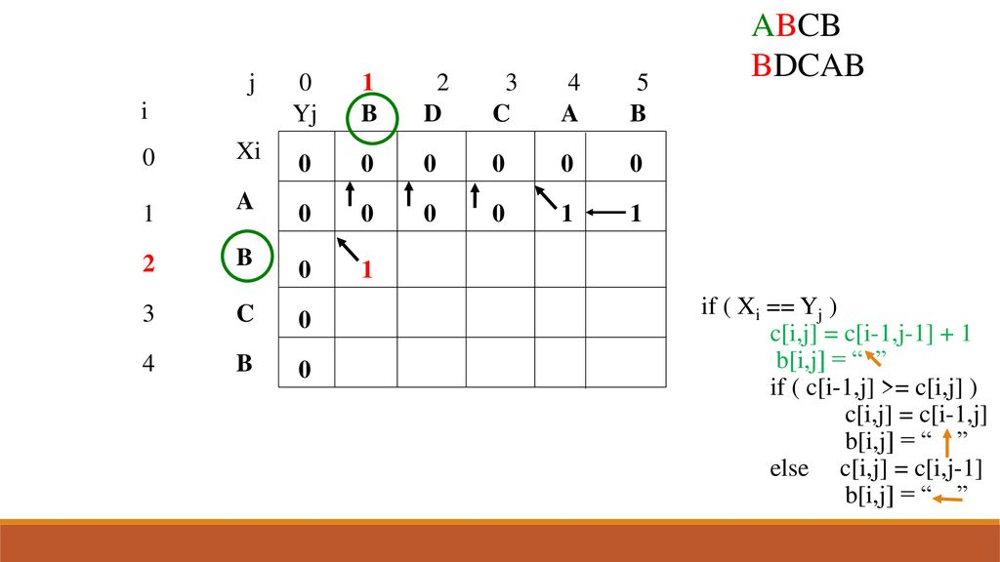 ABCB
BDCAB
j 0 1 2 3 4 5
i Yj B D C A B
0 Xi 0 0 0 0 0 0
1 A 0 0 0 0 1 1
2 B 0 1
3 C 0
4 B 0
if ( Xi == Yj )
c[i,j] = c[i-1,j-1] + 1
b[i,j] = “ ”
if ( c[i-1,j] >= c[i,j] )
c[i,j] = c[i-1,j]
b[i,j] = “ ”
else c[i,j] = c[i,j-1]
b[i,j] = “ ”